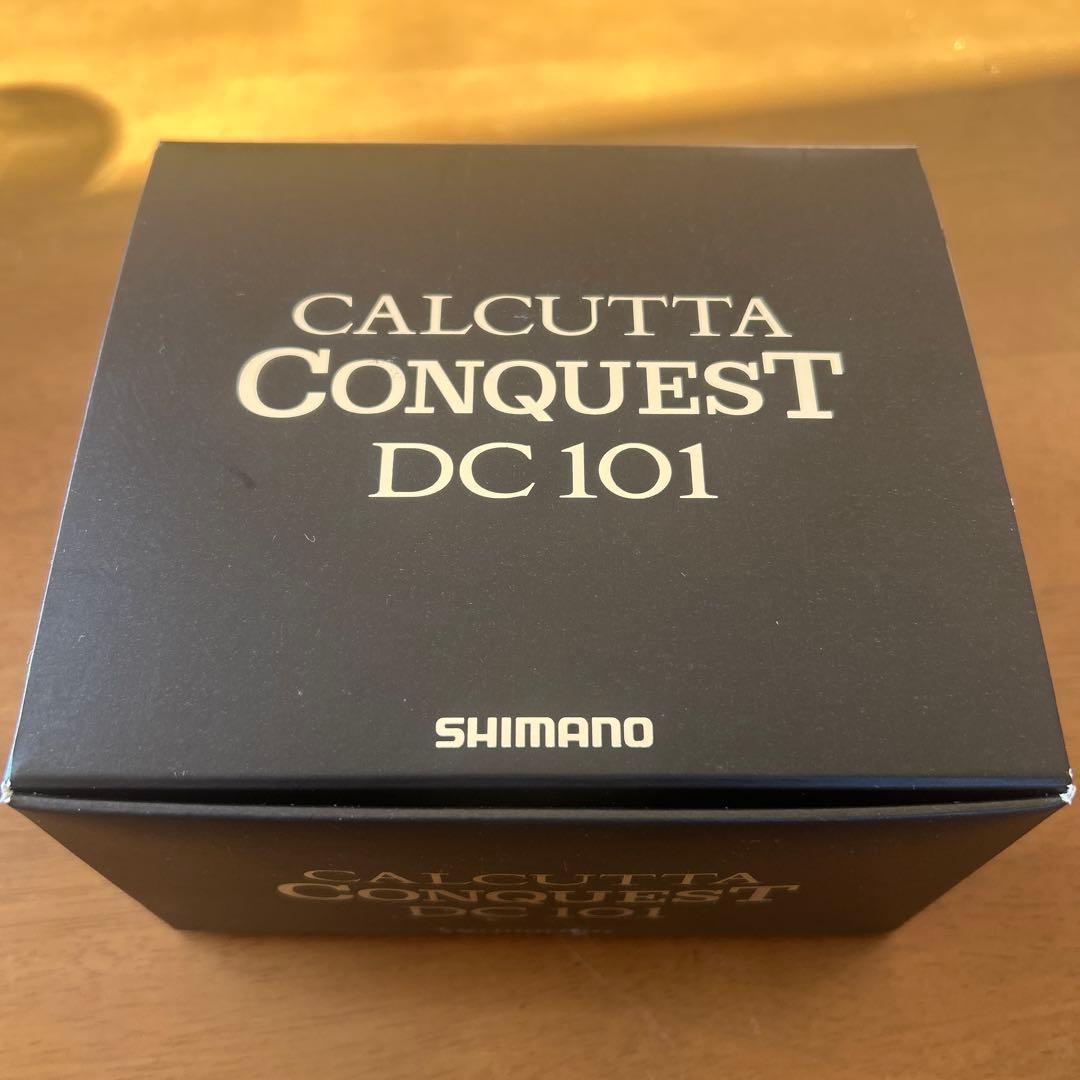 CALCUTTA
CONQUEST
DC 101
SHIMANO
CALCUTTA
CONQUEST
DC 101